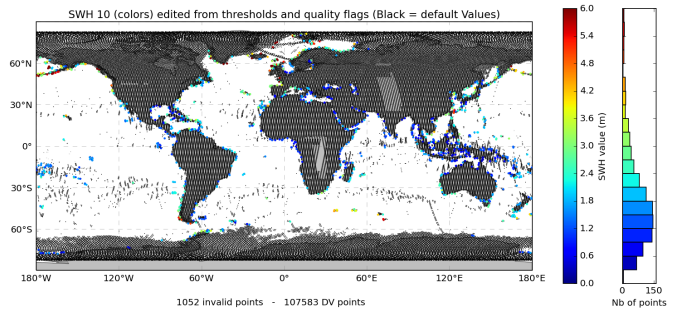 SWH 10 (colors) edited from thresholds and quality flags (Black = default Values)
60°N
30°N
0°
30°S
60°S
180°W 120°W 60°W 0° 60°E 120°E 180°E
1052 invalid points - 107583 DV points
6.0
5.4
4.8
4.2
3.6
3.0
2.4
1.8
1.2
0.6
0.0
SWH value (m)
0 150
Nb of points